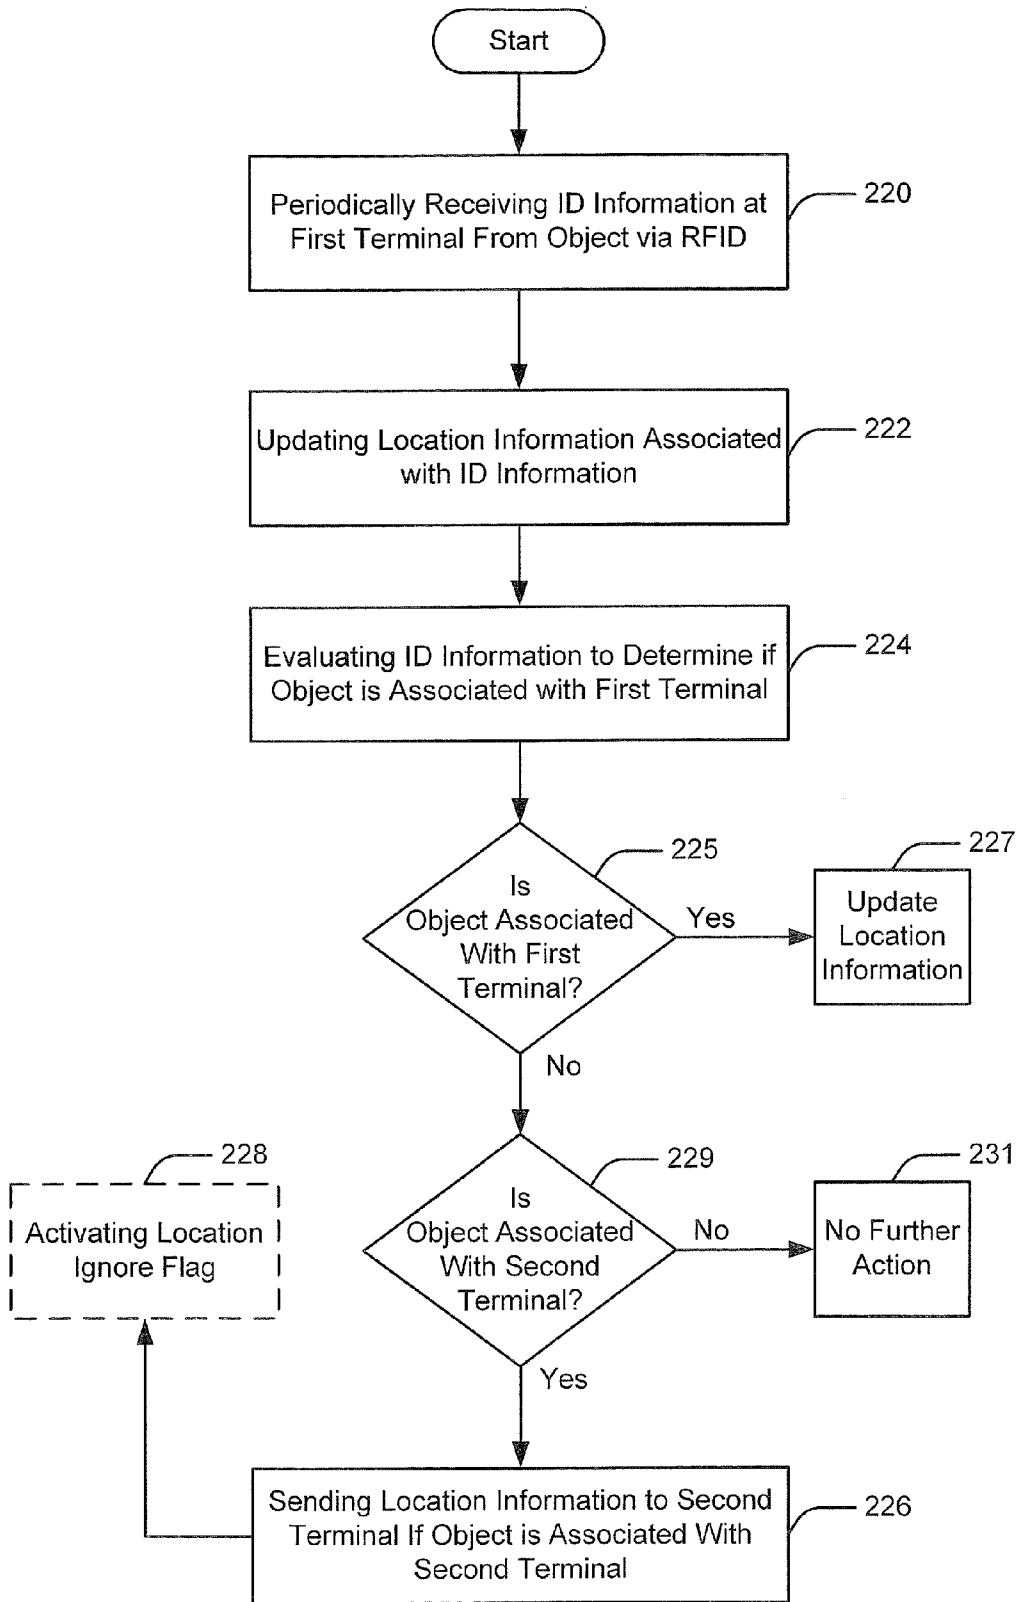 Start
Periodically Receiving ID Information at
First Terminal From Object via RFID
220
Updating Location Information Associated
with ID Information
222
Evaluating ID Information to Determine if
Object is Associated with First Terminal
224
Is
Object Associated
With First
Terminal?
225
Yes
Update
Location
Information
227
No
Is
Object Associated
With Second
Terminal?
229
No
No Further
Action
231
Activating Location
Ignore Flag
228
Yes
Sending Location Information to Second
Terminal If Object is Associated With
Second Terminal
226